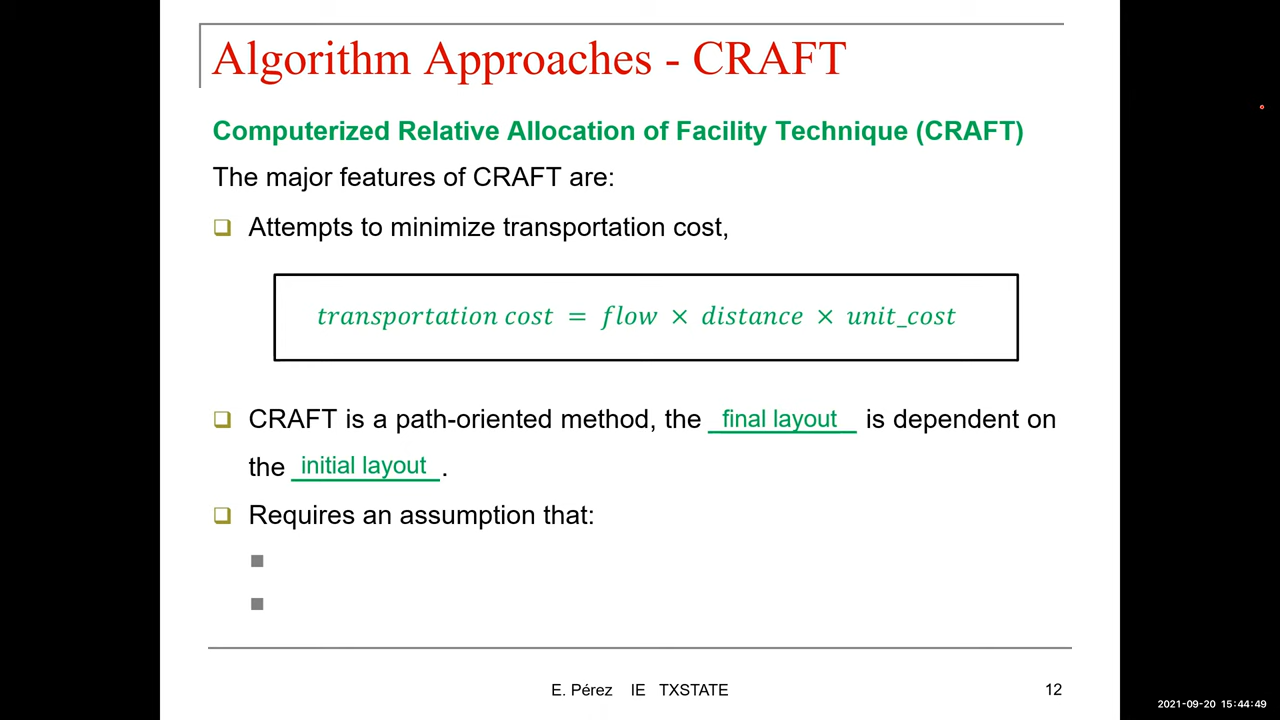 Algorithm Approaches - CRAFT
Computerized Relative Allocation of Facility Technique (CRAFT)
The major features of CRAFT are:
Attempts to minimize transportation cost,
transportation cost = flow × distance × unit_cost
CRAFT is a path-oriented method, the final layout is dependent on
the initial layout.
Requires an assumption that:
E. Pérez IE TXSTATE
12
2021-09-20 15:44:49